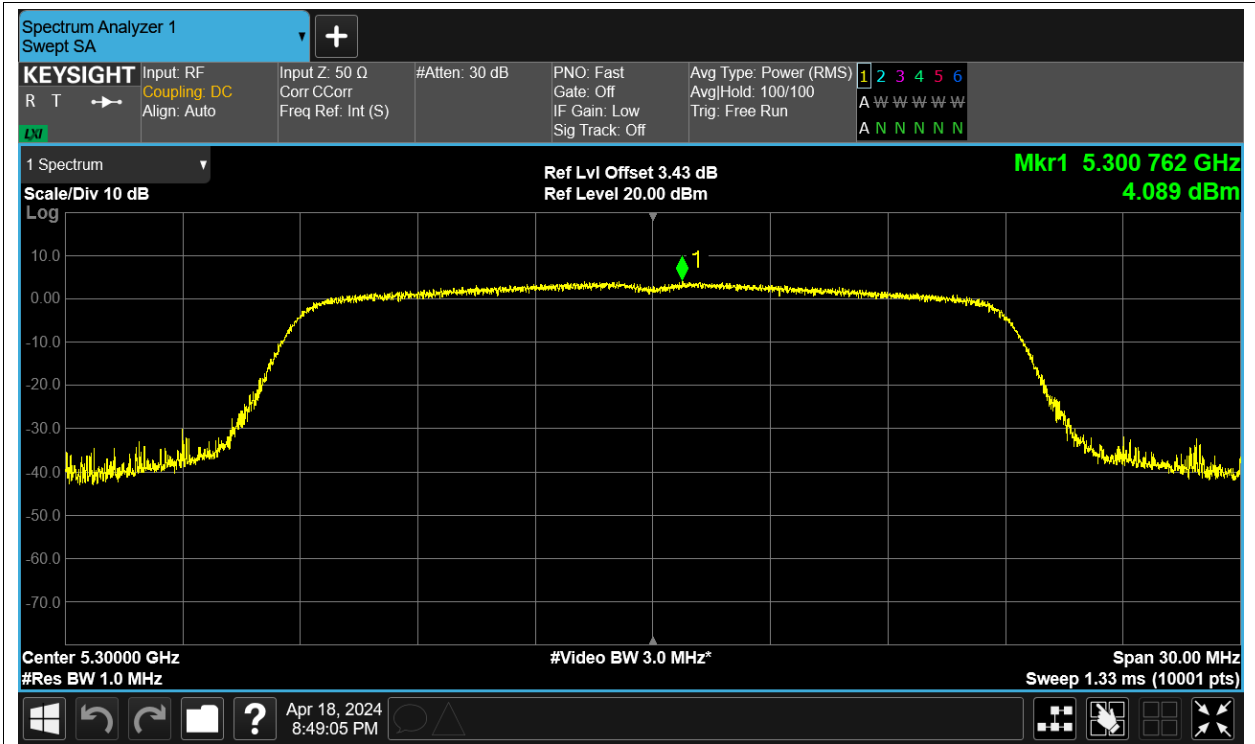 Spectrum Analyzer 1
Swept SA
+
KEYSIGHT
R T
LXI
Input: RF
Coupling: DC
Align: Auto
Input Z: 50 Ω
Corr CCorr
Freq Ref: Int (S)
#Atten: 30 dB
PNO: Fast
Gate: Off
IF Gain: Low
Sig Track: Off
Avg Type: Power (RMS)
Avg|Hold: 100/100
Trig: Free Run
1 2 3 4 5 6
A W W W W W
A N N N N N
1 Spectrum
Scale/Div 10 dB
Log
Ref Lvl Offset 3.43 dB
Ref Level 20.00 dBm
Mkr1 5.300 762 GHz
4.089 dBm
1
10.0
0.00
-10.0
-20.0
-30.0
-40.0
-50.0
-60.0
-70.0
Center 5.30000 GHz
#Res BW 1.0 MHz
#Video BW 3.0 MHz*
Span 30.00 MHz
Sweep 1.33 ms (10001 pts)
?
Apr 18, 2024
8:49:05 PM